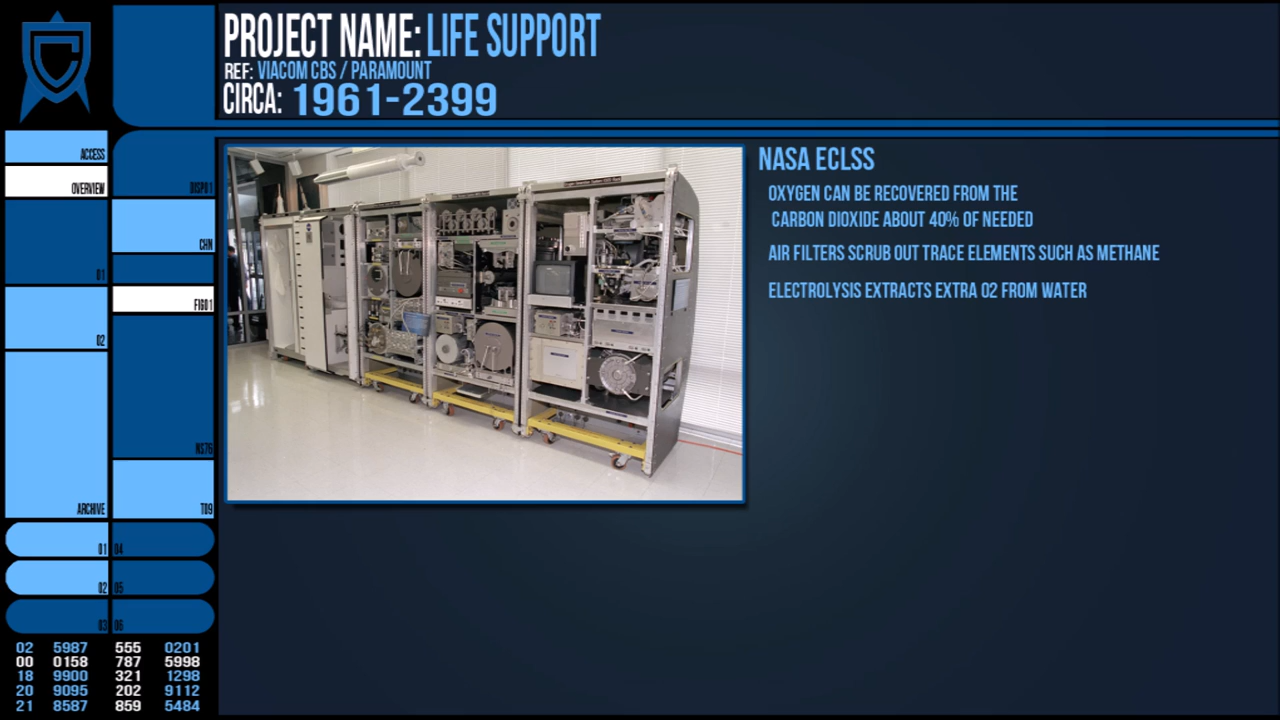 PROJECT NAME: LIFE SUPPORT
REF: VIACOM CBS / PARAMOUNT
CIRCA: 1961-2399
ACCESS
OVERVIEW
01
02
ARCHIVE
01
02
03
DISP01
CHN
FIG01
NS76
T09
04
05
06
NASA ECLSS
OXYGEN CAN BE RECOVERED FROM THE
CARBON DIOXIDE ABOUT 40% OF NEEDED
AIR FILTERS SCRUB OUT TRACE ELEMENTS SUCH AS METHANE
ELECTROLYSIS EXTRACTS EXTRA O2 FROM WATER
02 5987 555 0201
00 0158 787 5998
18 9900 321 1298
20 9095 202 9112
21 8587 859 5484